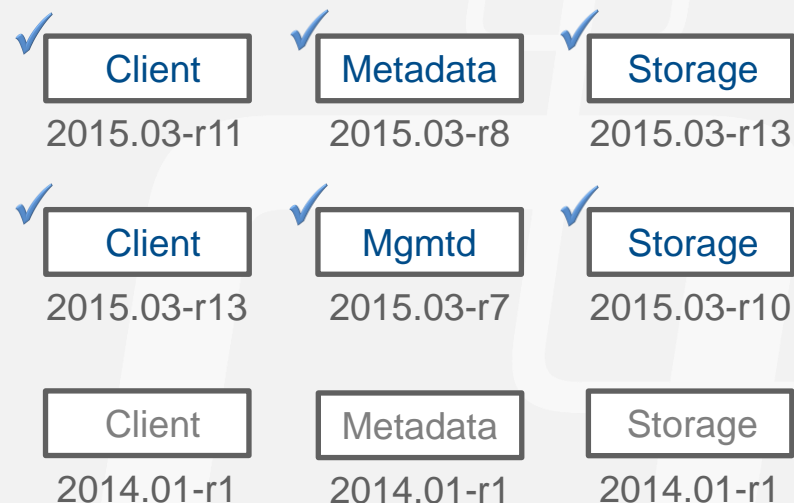 Client Metadata Storage
2015.03-r11 2015.03-r8 2015.03-r13
Client Mgmtd Storage
2015.03-r13 2015.03-r7 2015.03-r10
Client Metadata Storage
2014.01-r1 2014.01-r1 2014.01-r1